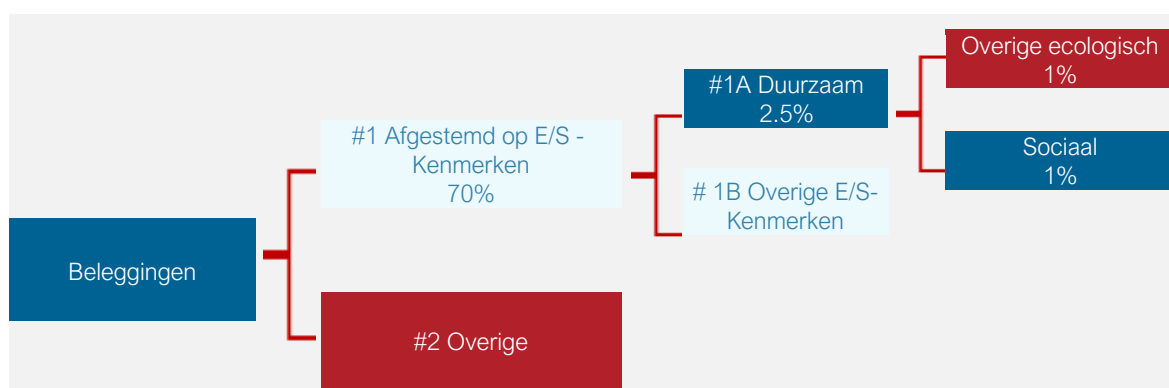 Beleggingen
#1 Afgestemd op E/S -
Kenmerken
70%
#2 Overige
#1A Duurzaam
2.5%
# 1B Overige E/S-
Kenmerken
Overige ecologisch
1%
Sociaal
1%